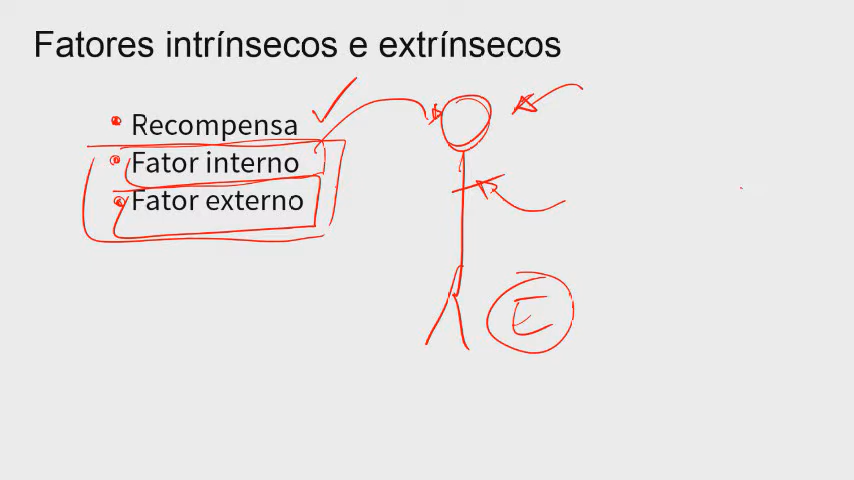 Fatores intrínsecos e extrínsecos
Recompensa
Fator interno
Fator externo
E